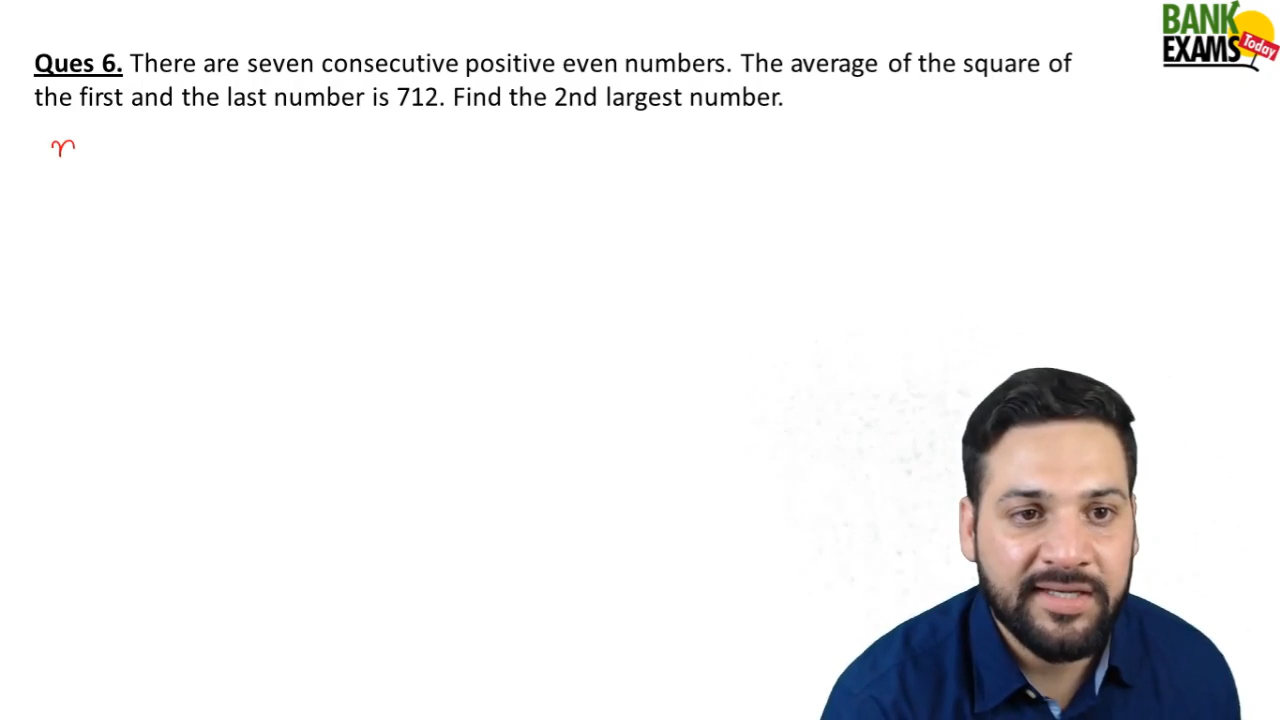 BANK
EXAMS Today
Ques 6. There are seven consecutive positive even numbers. The average of the square of
the first and the last number is 712. Find the 2nd largest number.